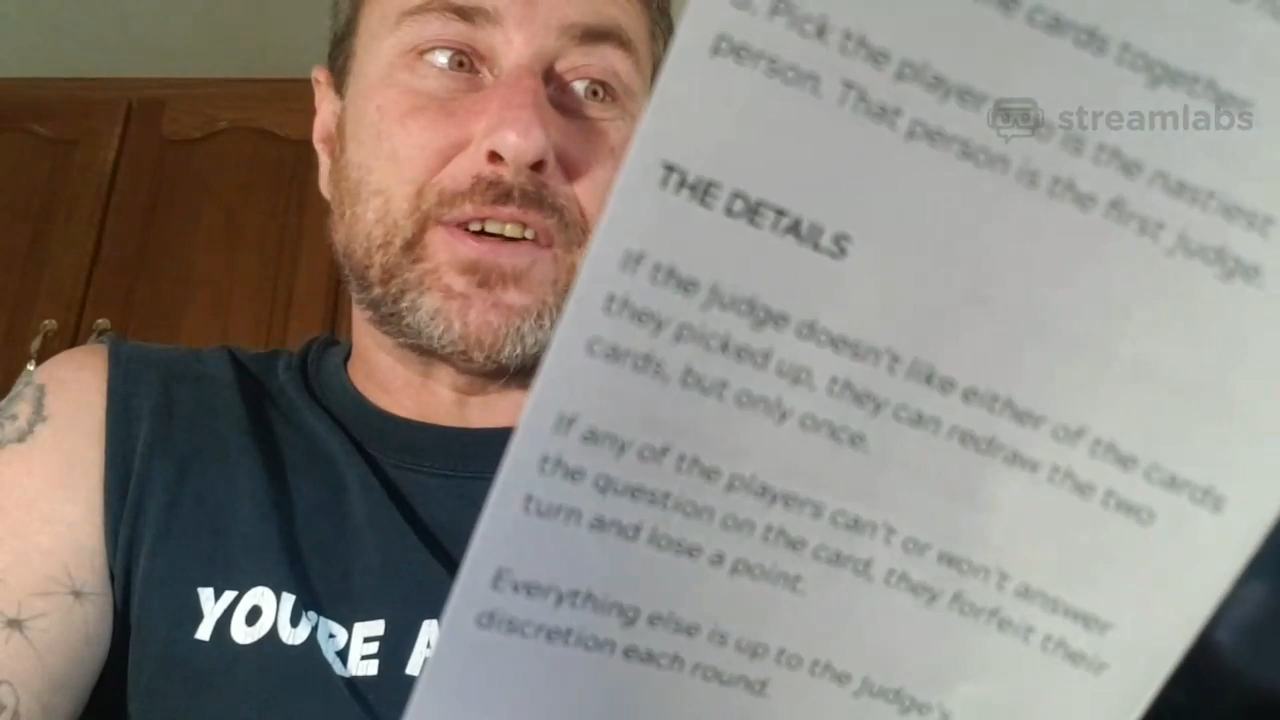 the cards together.
Pick the player who is the nastiest
person. That person is the first judge.
streamlabs
THE DETAILS
If the judge doesn't like either of the cards
they picked up, they can redraw the two
cards, but only once.
If any of the players can't or won't answer
the question on the card, they forfeit their
turn and lose a point.
Everything else is up to the judge's
discretion each round.
YOU'RE A